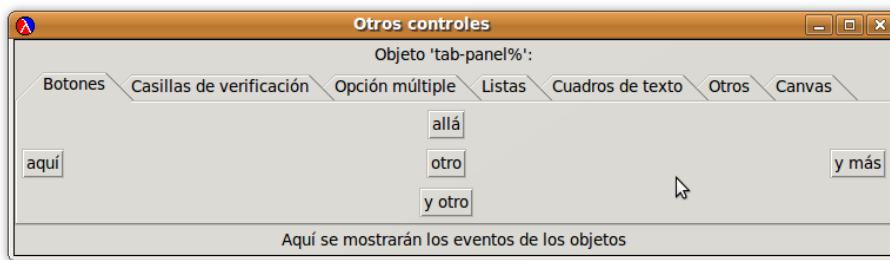 Otros controles
Objeto 'tab-panel%':
Botones Casillas de verificación Opción múltiple Listas Cuadros de texto Otros Canvas
allá
aquí otro y más
y otro
Aquí se mostrarán los eventos de los objetos